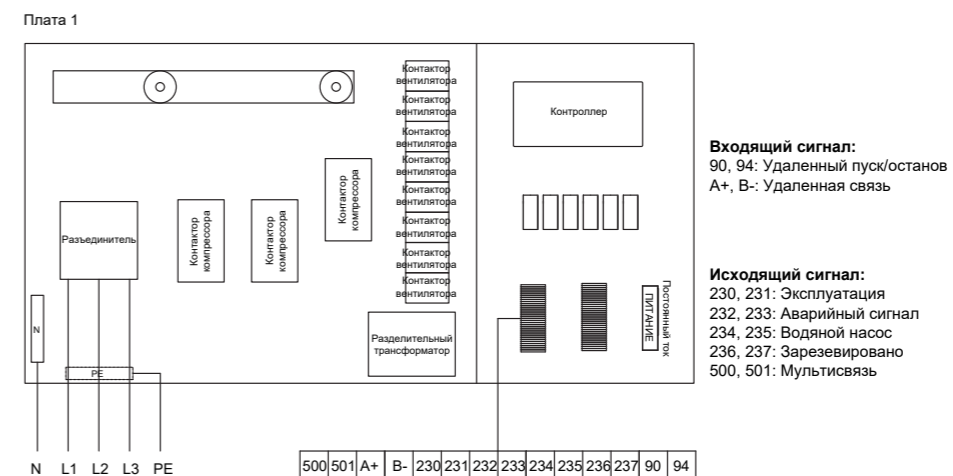 Плата 1
Контактор
вентилятора
Контактор
вентилятора
Контактор
вентилятора
Контактор
вентилятора
Контактор
вентилятора
Контактор
вентилятора
Контактор
вентилятора
Контактор
вентилятора
Контроллер
Контактор
компрессора
Контактор
компрессора
Контактор
компрессора
Разъединитель
Разделительный
трансформатор
ПИТАНИЕ
Постоянный ток
N
PE
N L1 L2 L3 PE
500 501 A+ B- 230 231 232 233 234 235 236 237 90 94
Входящий сигнал:
90, 94: Удаленный пуск/останов
A+, B-: Удаленная связь
Исходящий сигнал:
230, 231: Эксплуатация
232, 233: Аварийный сигнал
234, 235: Водяной насос
236, 237: Зарезевировано
500, 501: Мультисвязь